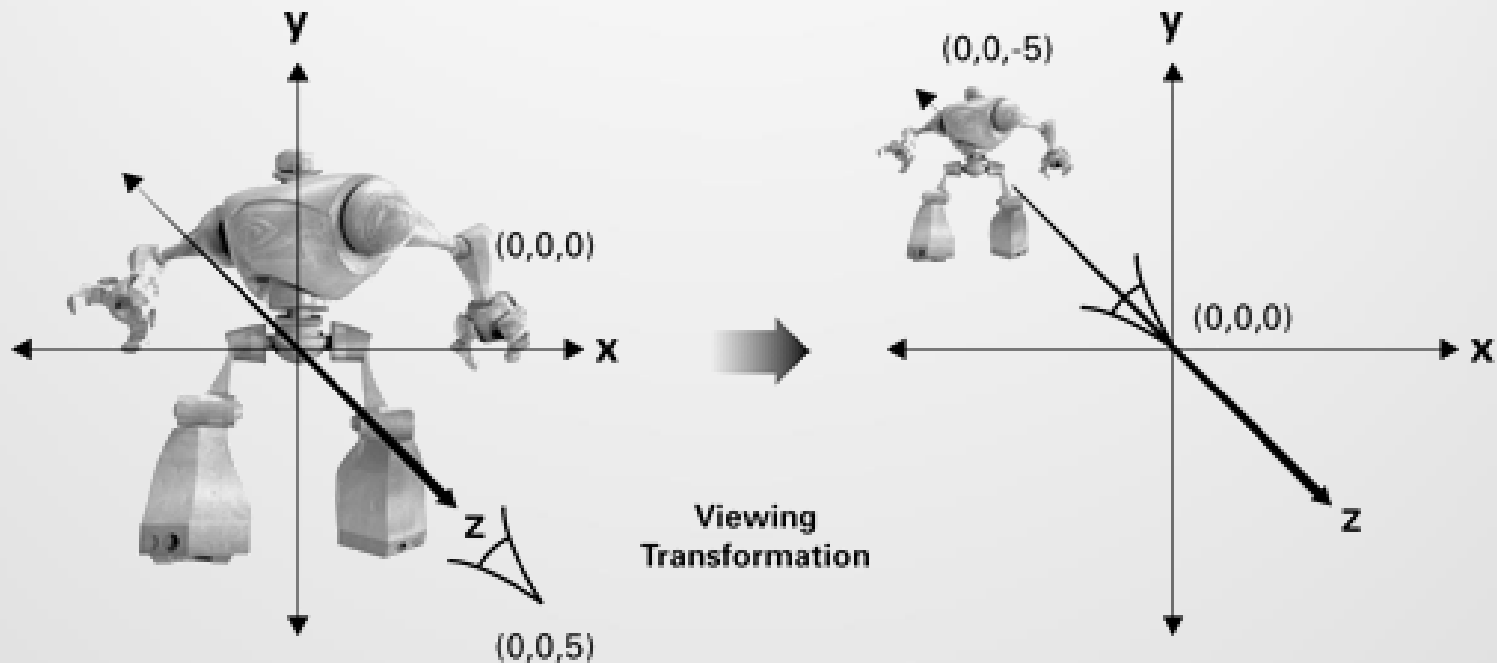 y
(0,0,0)
x
z
(0,0,5)
Viewing
Transformation
y
(0,0,-5)
(0,0,0)
x
z